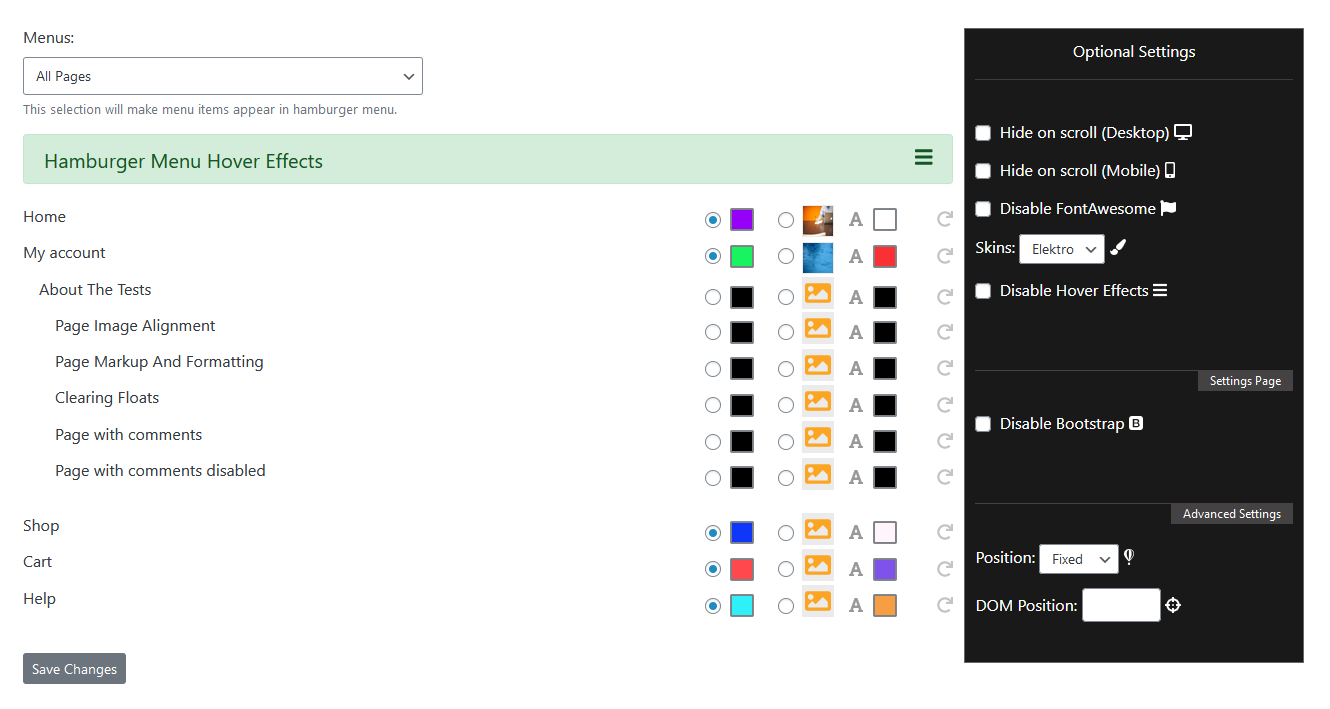 Menus:
All Pages
This selection will make menu items appear in hamburger menu.
Hamburger Menu Hover Effects
Home
A
My account
A
About The Tests
A
Page Image Alignment
A
Page Markup And Formatting
A
Clearing Floats
A
Page with comments
A
Page with comments disabled
A
Shop
A
Cart
A
Help
A
Save Changes
Optional Settings
Hide on scroll (Desktop)
Hide on scroll (Mobile)
Disable FontAwesome
Skins: Elektro
Disable Hover Effects
Settings Page
Disable Bootstrap B
Advanced Settings
Position: Fixed
DOM Position: